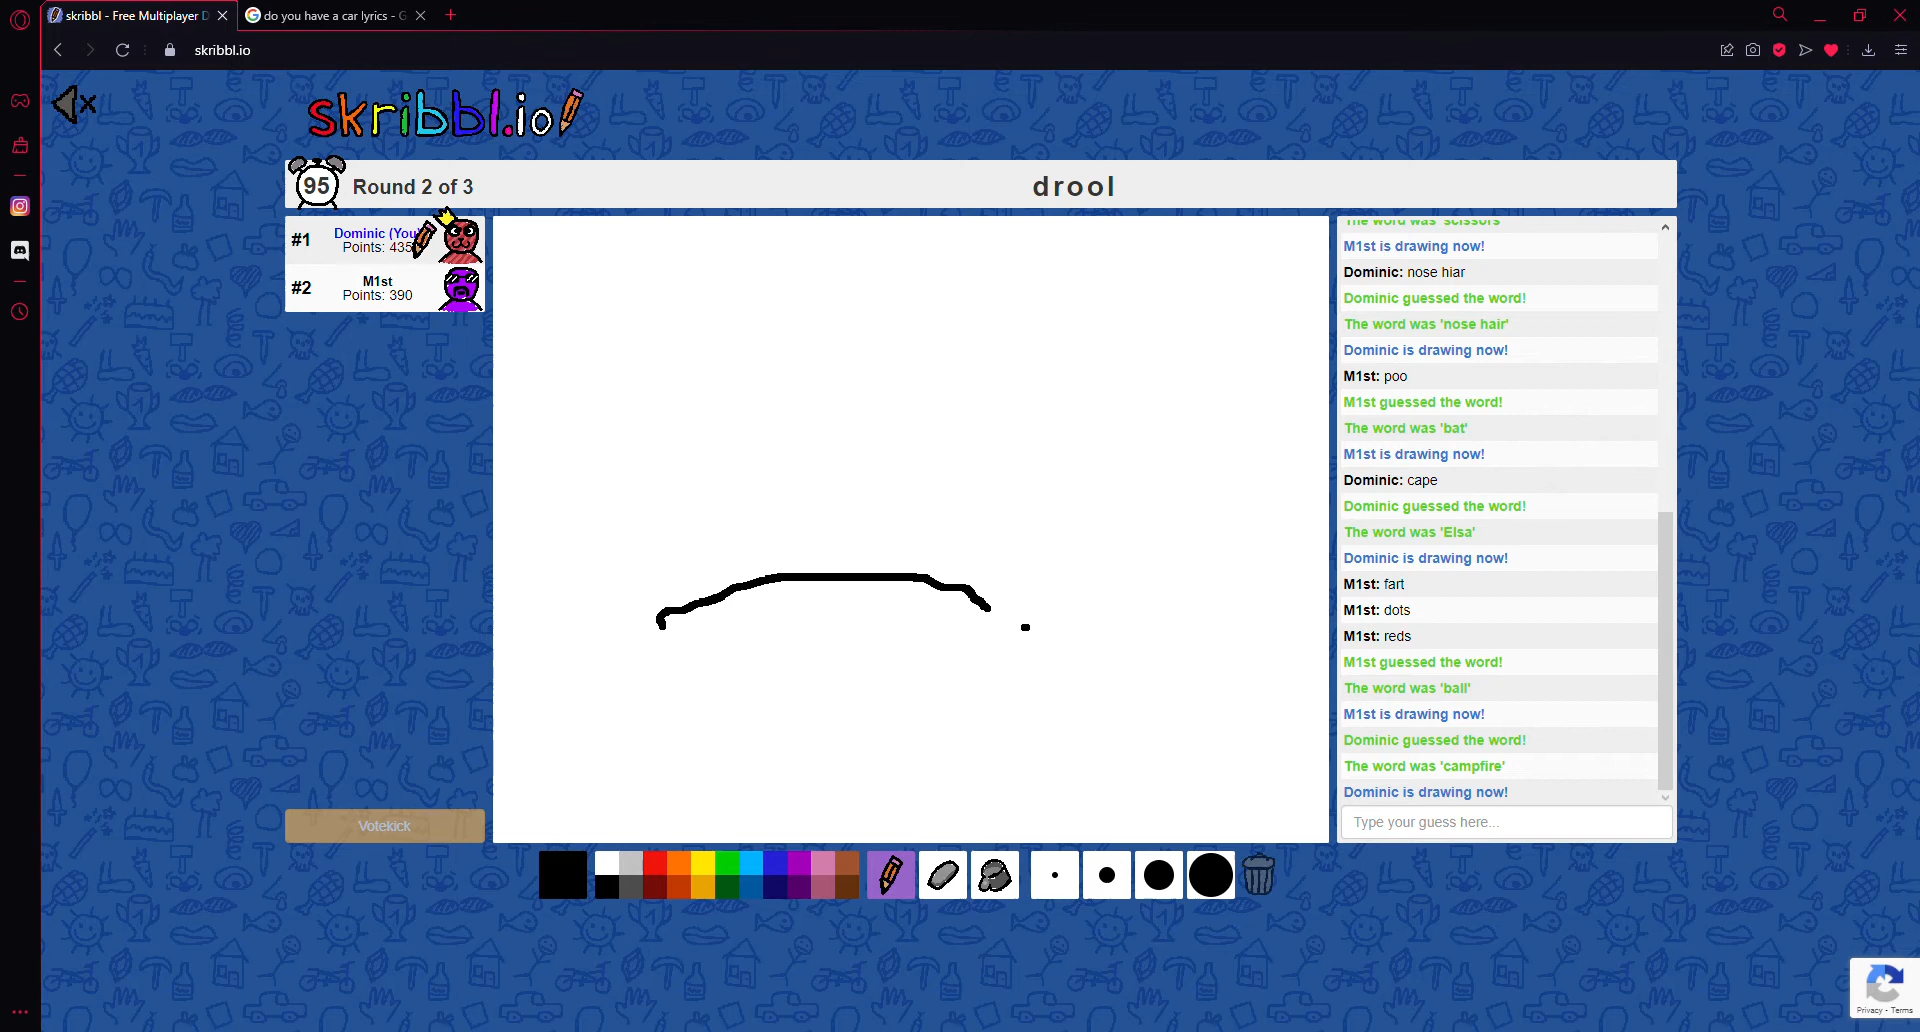 skribbl - Free Multiplayer D
do you have a car lyrics - G
skribbl.io
skribbl.io
95
Round 2 of 3
drool
#1
Dominic (You)
Points: 435
#2
M1st
Points: 390
Votekick
The word was 'scissors'
M1st is drawing now!
Dominic: nose hiar
Dominic guessed the word!
The word was 'nose hair'
Dominic is drawing now!
M1st: poo
M1st guessed the word!
The word was 'bat'
M1st is drawing now!
Dominic: cape
Dominic guessed the word!
The word was 'Elsa'
Dominic is drawing now!
M1st: fart
M1st: dots
M1st: reds
M1st guessed the word!
The word was 'ball'
M1st is drawing now!
Dominic guessed the word!
The word was 'campfire'
Dominic is drawing now!
Type your guess here...
Privacy - Terms